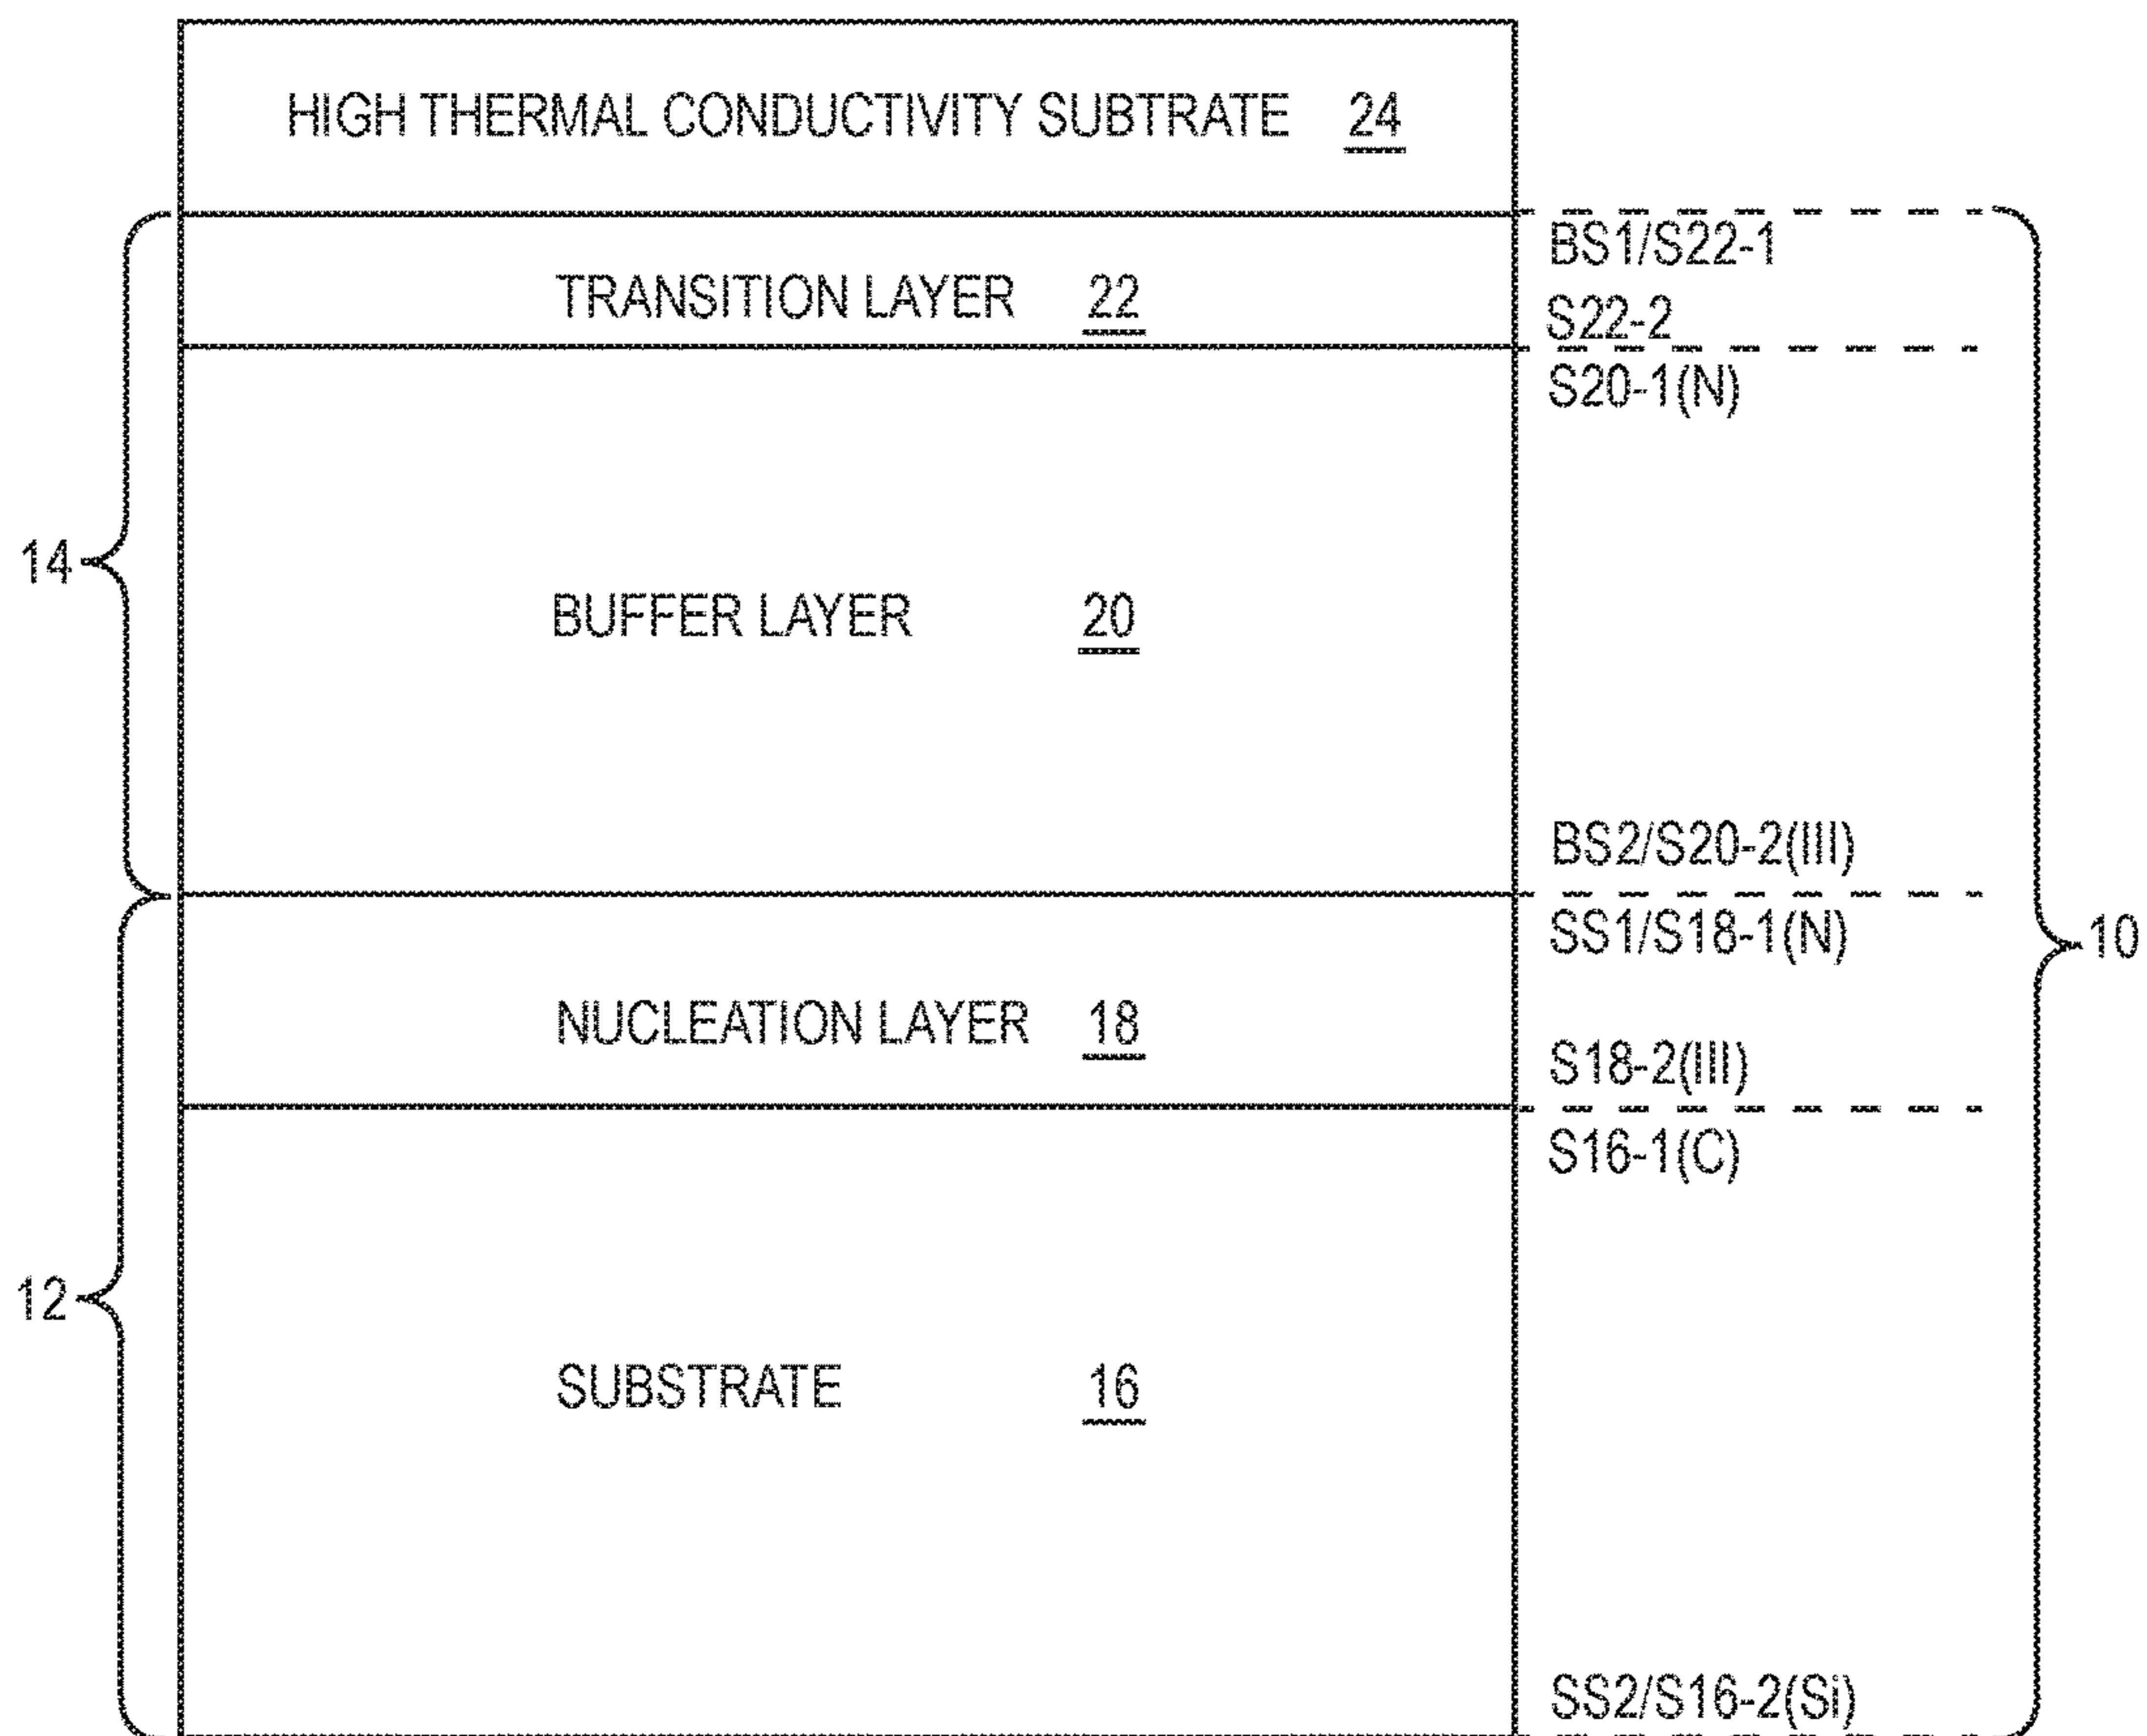 HIGH THERMAL CONDUCTIVITY SUBTRATE 24
BS1/S22-1
TRANSITION LAYER 22
S22-2
S20-1(N)
14
BUFFER LAYER 20
BS2/S20-2(III)
SS1/S18-1(N)
10
NUCLEATION LAYER 18
S18-2(III)
S16-1(C)
12
SUBSTRATE 16
SS2/S16-2(Si)